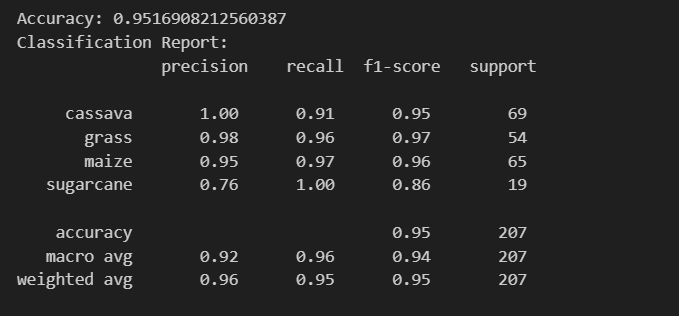 Accuracy: 0.9516908212560387
Classification Report:
precision recall f1-score support
cassava 1.00 0.91 0.95 69
grass 0.98 0.96 0.97 54
maize 0.95 0.97 0.96 65
sugarcane 0.76 1.00 0.86 19
accuracy 0.95 207
macro avg 0.92 0.96 0.94 207
weighted avg 0.96 0.95 0.95 207